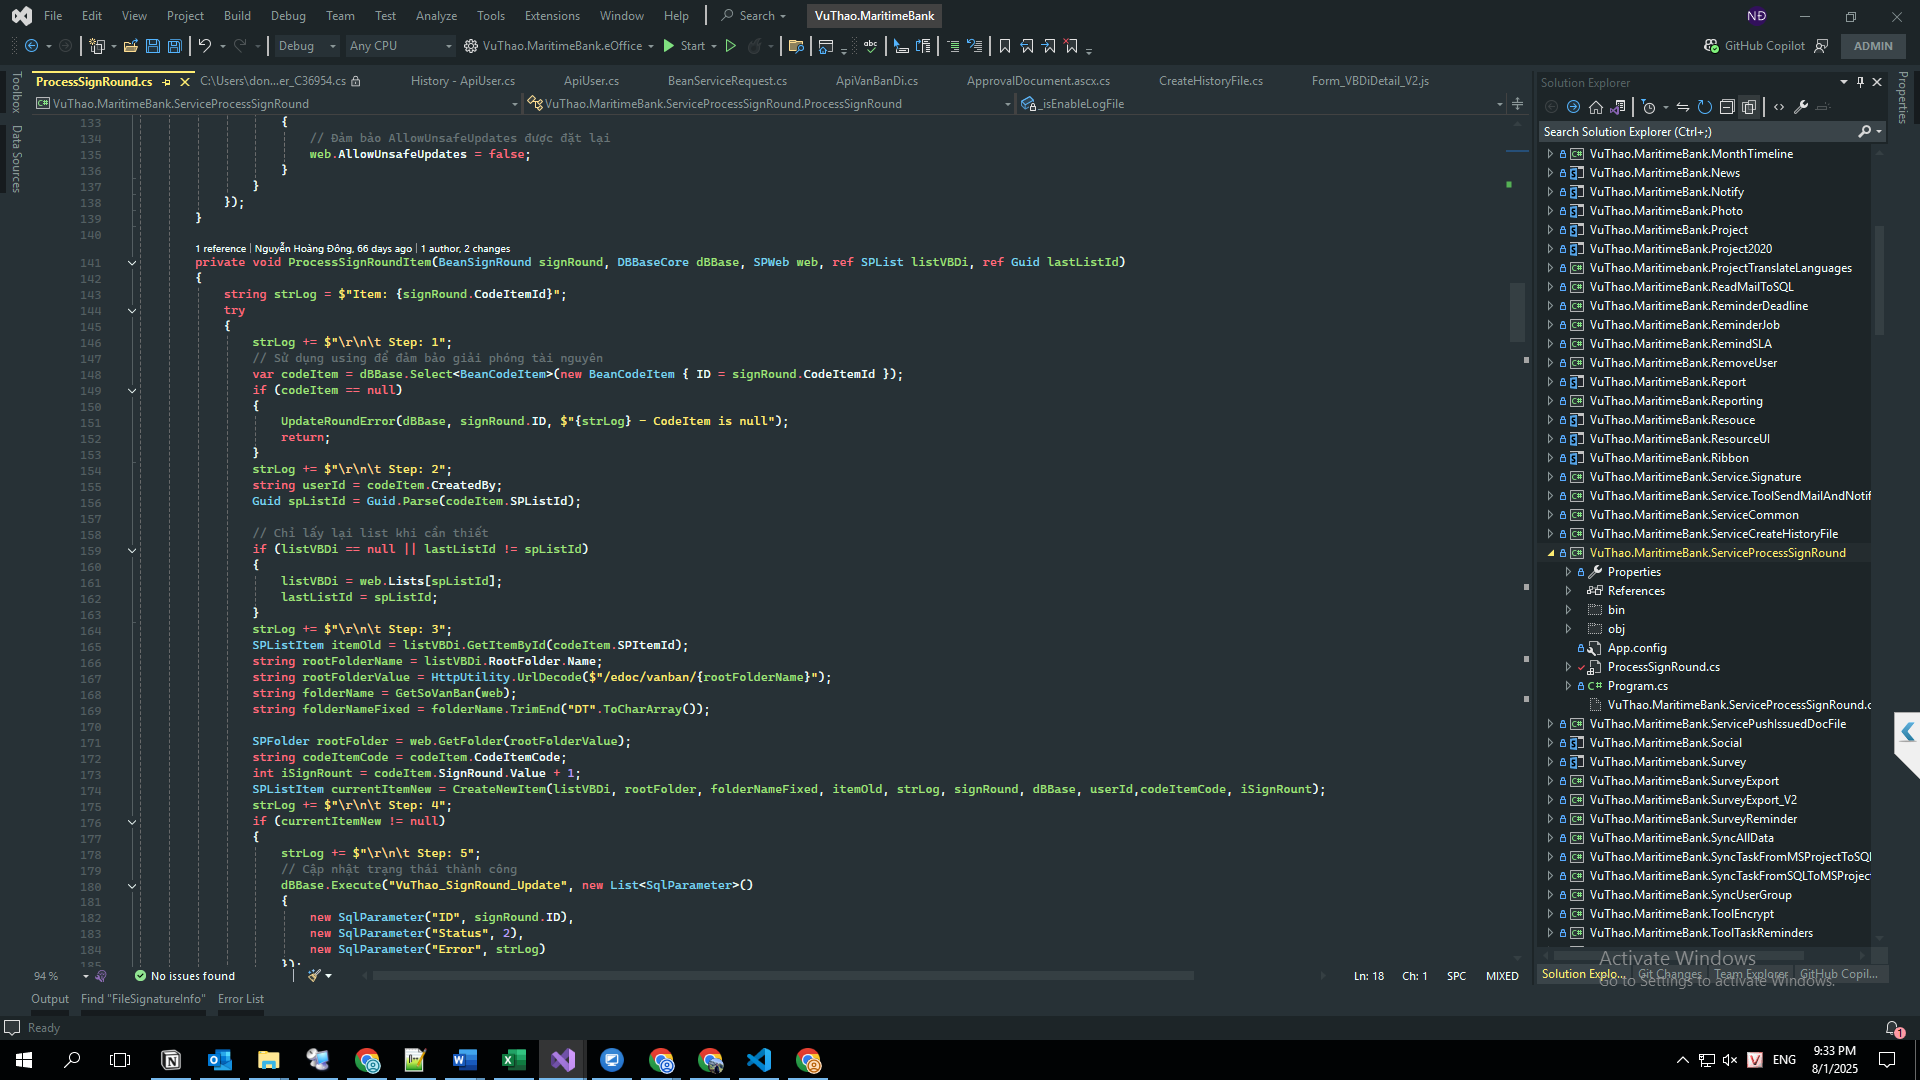 File Edit View Project Build Debug Team Test Analyze Tools Extensions Window Help Search VuThao.MaritimeBank NĐ
Debug Any CPU VuThao.MaritimeBank.eOffice Start GitHub Copilot ADMIN
ProcessSignRound.cs C:\Users\don...er_C36954.cs History - ApiUser.cs ApiUser.cs BeanServiceRequest.cs ApiVanBanDi.cs ApprovalDocument.ascx.cs CreateHistoryFile.cs Form_VBDiDetail_V2.js
VuThao.MaritimeBank.ServiceProcessSignRound VuThao.MaritimeBank.ServiceProcessSignRound.ProcessSignRound _isEnableLogFile
Toolbox
Data Sources
133 {
134 // Đảm bảo AllowUnsafeUpdates được đặt lại
135 web.AllowUnsafeUpdates = false;
136 }
137 }
138 });
139 }
140
1 reference | Nguyễn Hoàng Đông, 66 days ago | 1 author, 2 changes
141 private void ProcessSignRoundItem(BeanSignRound signRound, DBBaseCore dBBase, SPWeb web, ref SPList listVBDi, ref Guid lastListId)
142 {
143 string strLog = $"Item: {signRound.CodeItemId}";
144 try
145 {
146 strLog += $"\r\n\t Step: 1";
147 // Sử dụng using để đảm bảo giải phóng tài nguyên
148 var codeItem = dBBase.Select<BeanCodeItem>(new BeanCodeItem { ID = signRound.CodeItemId });
149 if (codeItem == null)
150 {
151 UpdateRoundError(dBBase, signRound.ID, $"{strLog} - CodeItem is null");
152 return;
153 }
154 strLog += $"\r\n\t Step: 2";
155 string userId = codeItem.CreatedBy;
156 Guid spListId = Guid.Parse(codeItem.SPListId);
157
158 // Chỉ lấy lại list khi cần thiết
159 if (listVBDi == null || lastListId != spListId)
160 {
161 listVBDi = web.Lists[spListId];
162 lastListId = spListId;
163 }
164 strLog += $"\r\n\t Step: 3";
165 SPListItem itemOld = listVBDi.GetItemById(codeItem.SPItemId);
166 string rootFolderName = listVBDi.RootFolder.Name;
167 string rootFolderValue = HttpUtility.UrlDecode($"/edoc/vanban/{rootFolderName}");
168 string folderName = GetSoVanBan(web);
169 string folderNameFixed = folderName.TrimEnd("DT".ToCharArray());
170
171 SPFolder rootFolder = web.GetFolder(rootFolderValue);
172 string codeItemCode = codeItem.CodeItemCode;
173 int iSignRount = codeItem.SignRound.Value + 1;
174 SPListItem currentItemNew = CreateNewItem(listVBDi, rootFolder, folderNameFixed, itemOld, strLog, signRound, dBBase, userId,codeItemCode, iSignRount);
175 strLog += $"\r\n\t Step: 4";
176 if (currentItemNew != null)
177 {
178 strLog += $"\r\n\t Step: 5";
179 // Cập nhật trạng thái thành công
180 dBBase.Execute("VuThao_SignRound_Update", new List<SqlParameter>()
181 {
182 new SqlParameter("ID", signRound.ID),
183 new SqlParameter("Status", 2),
184 new SqlParameter("Error", strLog)
185 });
94 % No issues found Ln: 18 Ch: 1 SPC MIXED
Output Find "FileSignatureInfo" Error List
Ready
Solution Explorer
Search Solution Explorer (Ctrl+;)
VuThao.MaritimeBank.MonthTimeline
VuThao.MaritimeBank.News
VuThao.MaritimeBank.Notify
VuThao.MaritimeBank.Photo
VuThao.MaritimeBank.Project
VuThao.MaritimeBank.Project2020
VuThao.MaritimeBank.ProjectTranslateLanguages
VuThao.MaritimeBank.ReadMailToSQL
VuThao.MaritimeBank.ReminderDeadline
VuThao.MaritimeBank.ReminderJob
VuThao.MaritimeBank.RemindSLA
VuThao.MaritimeBank.RemoveUser
VuThao.MaritimeBank.Report
VuThao.MaritimeBank.Reporting
VuThao.MaritimeBank.Resouce
VuThao.MaritimeBank.ResourceUI
VuThao.MaritimeBank.Ribbon
VuThao.MaritimeBank.Service.Signature
VuThao.MaritimeBank.Service.ToolSendMailAndNotif
VuThao.MaritimeBank.ServiceCommon
VuThao.MaritimeBank.ServiceCreateHistoryFile
VuThao.MaritimeBank.ServiceProcessSignRound
Properties
References
bin
obj
App.config
ProcessSignRound.cs
Program.cs
VuThao.MaritimeBank.ServiceProcessSignRound.c
VuThao.MaritimeBank.ServicePushIssuedDocFile
VuThao.MaritimeBank.Social
VuThao.MaritimeBank.Survey
VuThao.MaritimeBank.SurveyExport
VuThao.MaritimeBank.SurveyExport_V2
VuThao.MaritimeBank.SurveyReminder
VuThao.MaritimeBank.SyncAllData
VuThao.MaritimeBank.SyncTaskFromMSProjectToSQL
VuThao.MaritimeBank.SyncTaskFromSQLToMSProjec
VuThao.MaritimeBank.SyncUserGroup
VuThao.MaritimeBank.ToolEncrypt
VuThao.MaritimeBank.ToolTaskReminders
Solution Explo... Git Changes Team Explorer GitHub Copil...
Activate Windows
Go to Settings to activate Windows.
Properties
ENG
9:33 PM
8/1/2025